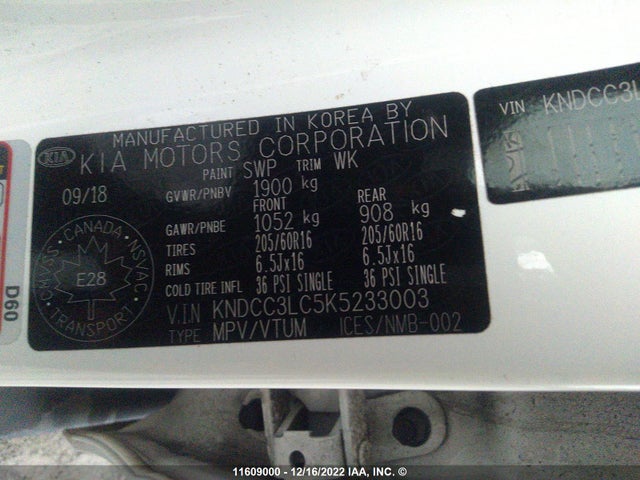 MANUFACTURED IN KOREA BY
KIA KIA MOTORS CORPORATION
PAINT SWP TRIM WK
09/18 GVWR/PNBV 1900 kg
FRONT REAR
GAWR/PNBE 1052 kg 908 kg
TIRES 205/60R16 205/60R16
RIMS 6.5Jx16 6.5Jx16
COLD TIRE INFL 36 PSI SINGLE 36 PSI SINGLE
V.I.N KNDCC3LC5K5233003
TYPE MPV/VTUM ICES/NMB-002
CMVSS · CANADA · NSVAC · TRANSPORT
E28
VIN KNDCC3L
D60
11609000 - 12/16/2022 IAA, INC. ©